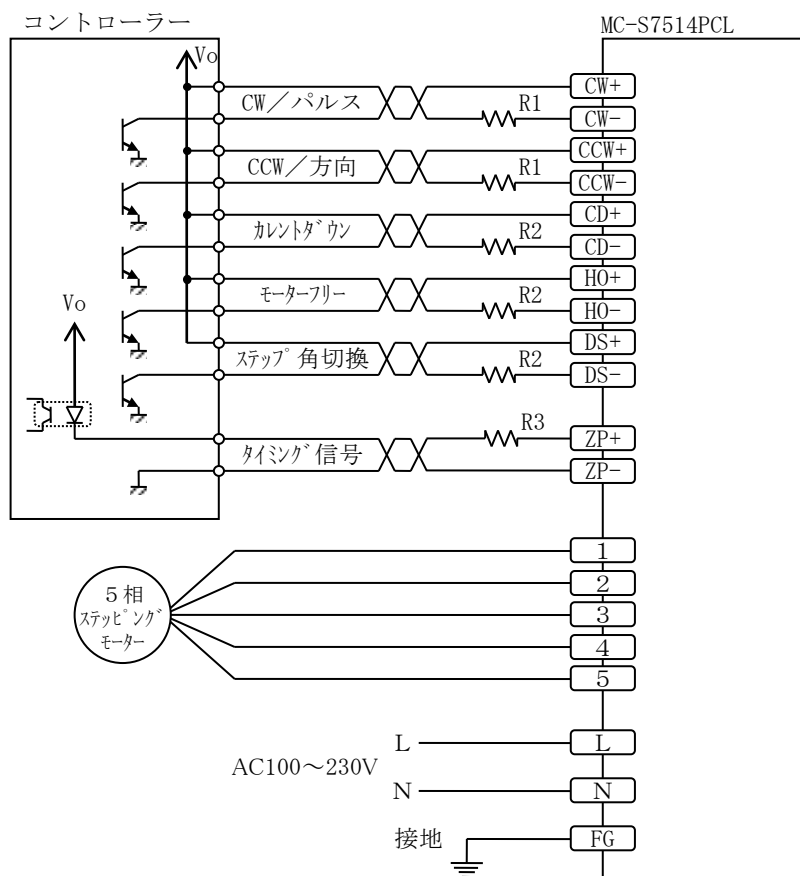 コントローラー
MC-S7514PCL
Vo
CW／パルス
R1
CW+
CW-
CCW／方向
R1
CCW+
CCW-
カレントダウン
R2
CD+
CD-
モーターフリー
R2
HO+
HO-
Vo
ステップ角切換
R2
DS+
DS-
タイミング信号
R3
ZP+
ZP-
5相
ステッピング
モーター
1
2
3
4
5
AC100～230V
L
L
N
N
接地
FG